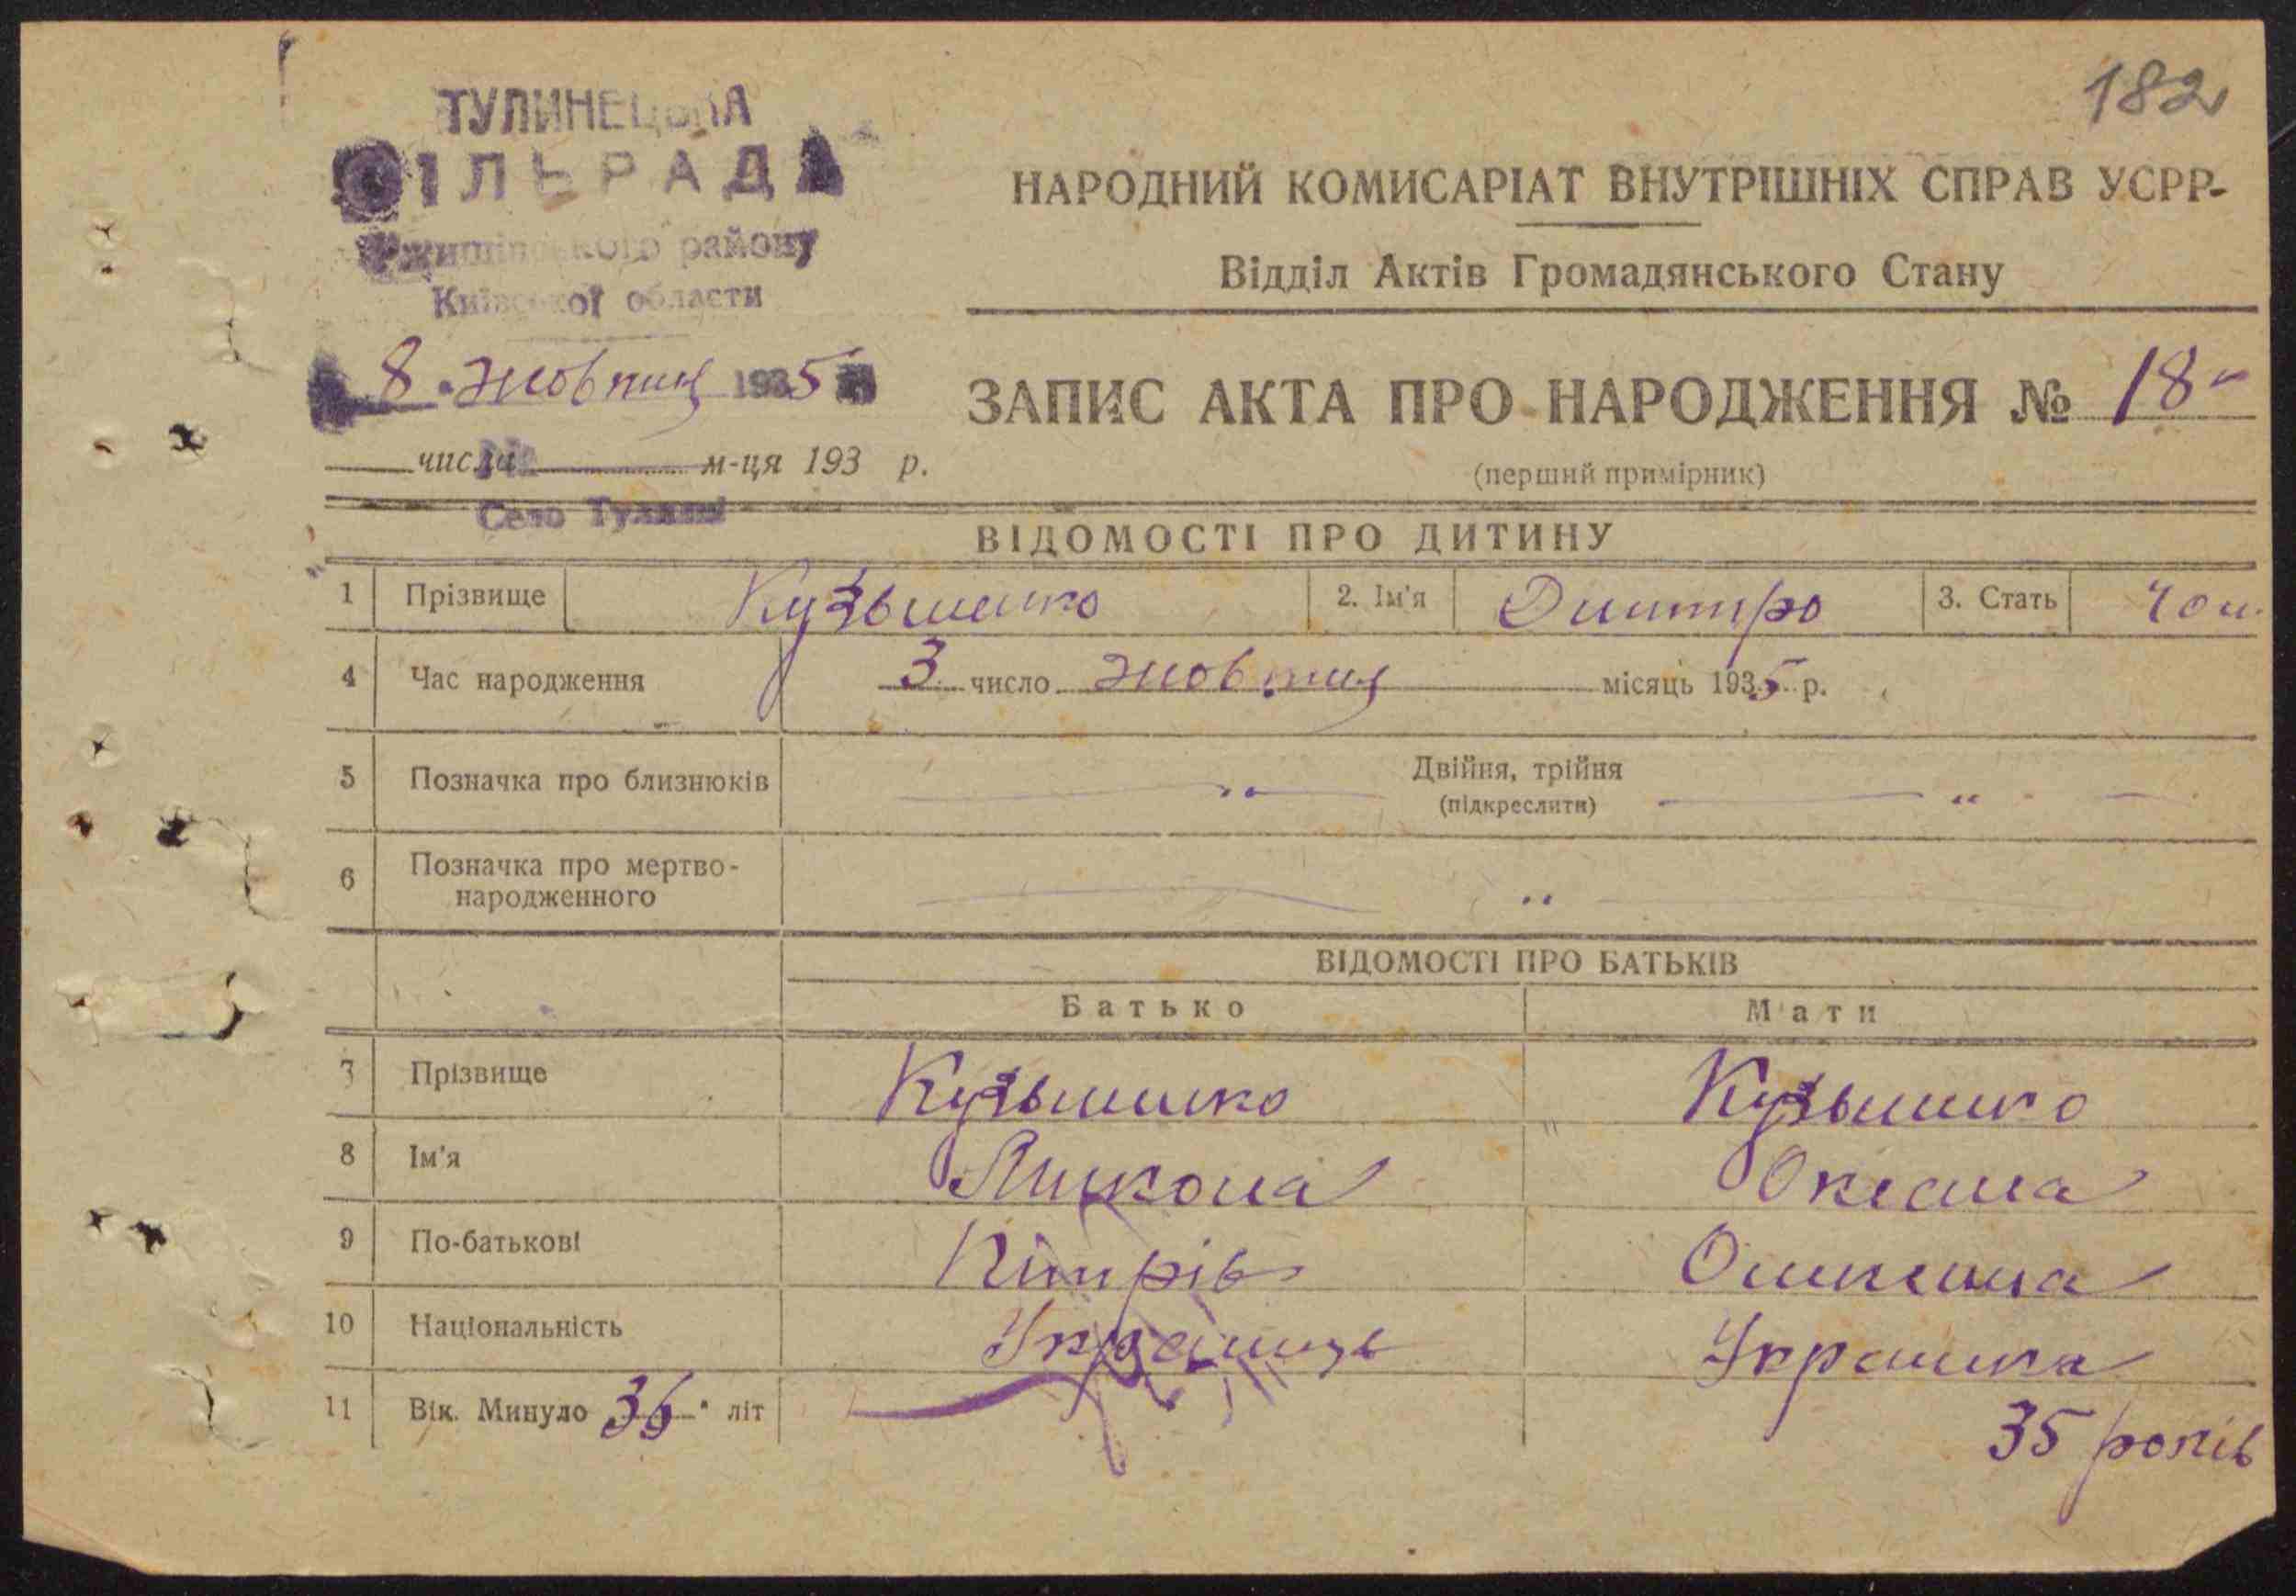 182
ТУЛИНЕЦЬКА
СІЛЬРАДА
Ржищівського району
Київської области
8 жовтня 1935
числа м-ця 193 р.
Село Тулинці
НАРОДНИЙ КОМИСАРІАТ ВНУТРІШНІХ СПРАВ УСРР-
Відділ Актів Громадянського Стану
ЗАПИС АКТА ПРО НАРОДЖЕННЯ № 18
(перший примірник)
ВІДОМОСТІ ПРО ДИТИНУ
1 Прізвище Кузьменко 2. Ім'я Дмитро 3. Стать чол.
4 Час народження 3 число жовтня місяць 1935 р.
5 Позначка про близнюків Двійня, трійня
(підкреслити)
6 Позначка про мертво-
народженного
ВІДОМОСТІ ПРО БАТЬКІВ
Батько Мати
7 Прізвище Кузьменко Кузьменко
8 Ім'я Микола Оксана
9 По-батькові Пітрів
10 Національність Українець Українка
11 Вік. Минуло 36 літ 35 років